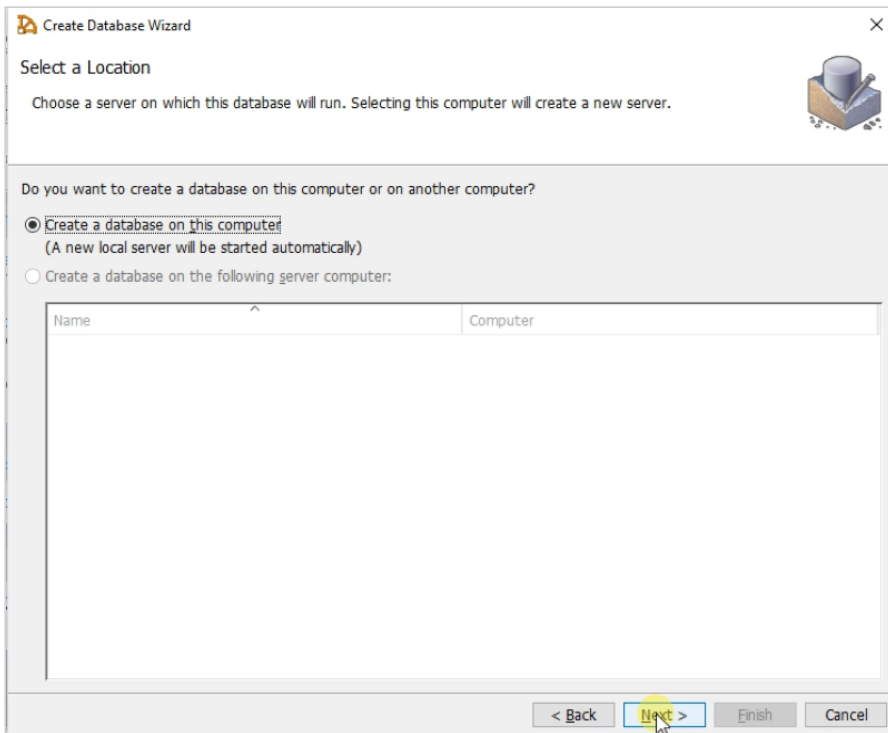 Create Database Wizard
Select a Location
Choose a server on which this database will run. Selecting this computer will create a new server.
Do you want to create a database on this computer or on another computer?
Create a database on this computer
(A new local server will be started automatically)
Create a database on the following server computer:
Name Computer
< Back Next > Finish Cancel